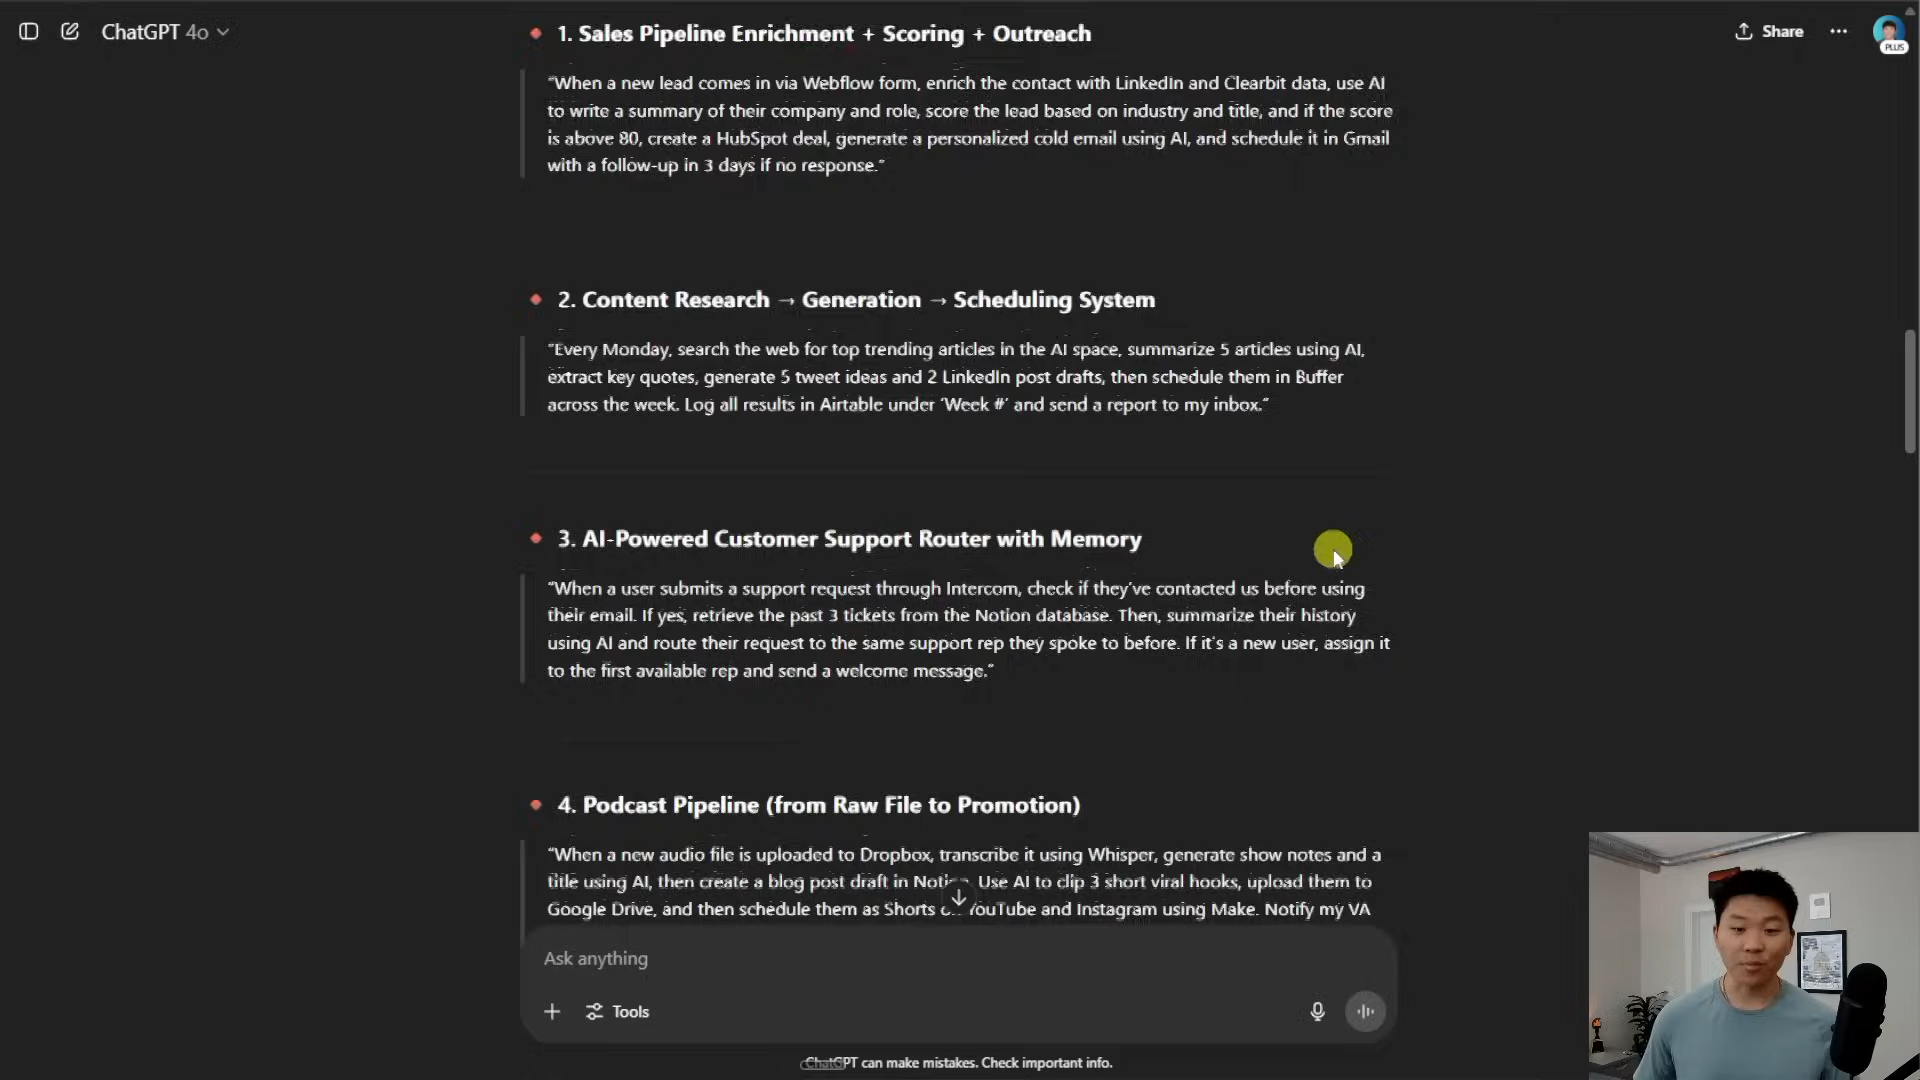 ChatGPT 4o
Share
PLUS
1. Sales Pipeline Enrichment + Scoring + Outreach
“When a new lead comes in via Webflow form, enrich the contact with LinkedIn and Clearbit data, use AI
to write a summary of their company and role, score the lead based on industry and title, and if the score
is above 80, create a HubSpot deal, generate a personalized cold email using AI, and schedule it in Gmail
with a follow-up in 3 days if no response.”
2. Content Research → Generation → Scheduling System
“Every Monday, search the web for top trending articles in the AI space, summarize 5 articles using AI,
extract key quotes, generate 5 tweet ideas and 2 LinkedIn post drafts, then schedule them in Buffer
across the week. Log all results in Airtable under ‘Week #’ and send a report to my inbox.”
3. AI-Powered Customer Support Router with Memory
“When a user submits a support request through Intercom, check if they’ve contacted us before using
their email. If yes, retrieve the past 3 tickets from the Notion database. Then, summarize their history
using AI and route their request to the same support rep they spoke to before. If it’s a new user, assign it
to the first available rep and send a welcome message.”
4. Podcast Pipeline (from Raw File to Promotion)
“When a new audio file is uploaded to Dropbox, transcribe it using Whisper, generate show notes and a
title using AI, then create a blog post draft in Use AI to clip 3 short viral hooks, upload them to
Google Drive, and then schedule them as Shorts YouTube and Instagram using Make. Notify my VA
Ask anything
Tools
ChatGPT can make mistakes. Check important info.